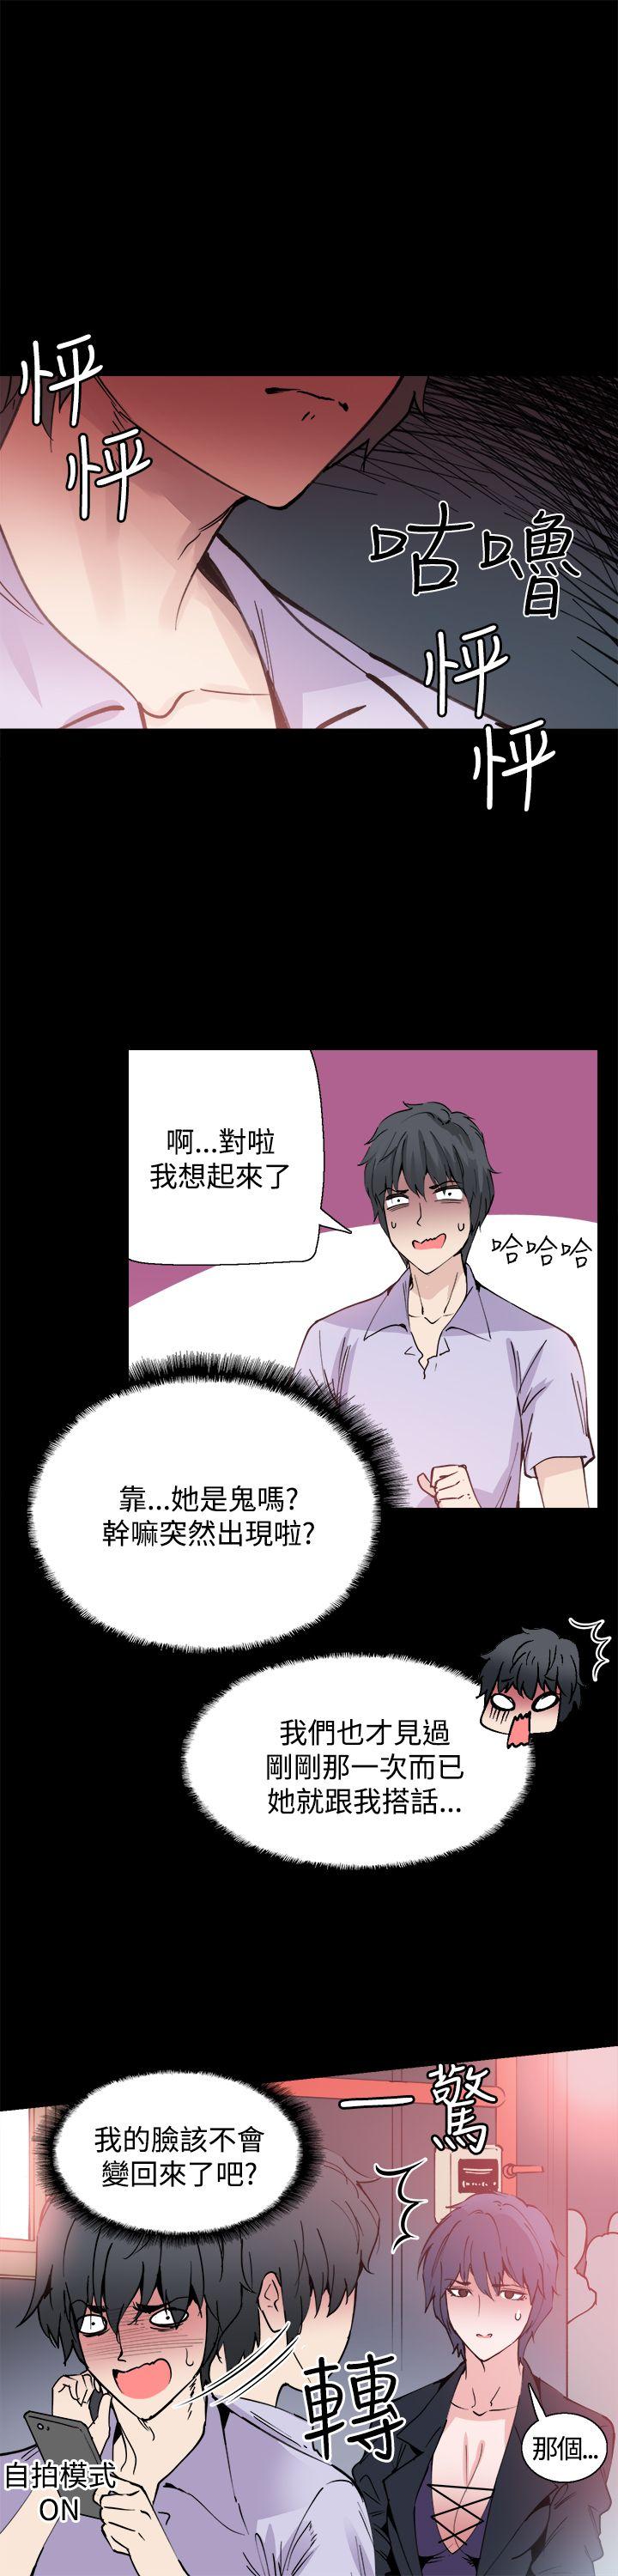 怦
怦
咕嚕
怦
怦
啊…對啦
我想起來了
哈哈哈
靠…她是鬼嗎?
幹嘛突然出現啦?
我們也才見過
剛剛那一次而已
她就跟我搭話…
一驚
我的臉該不會
變回來了吧?
轉
那個…
自拍模式
ON